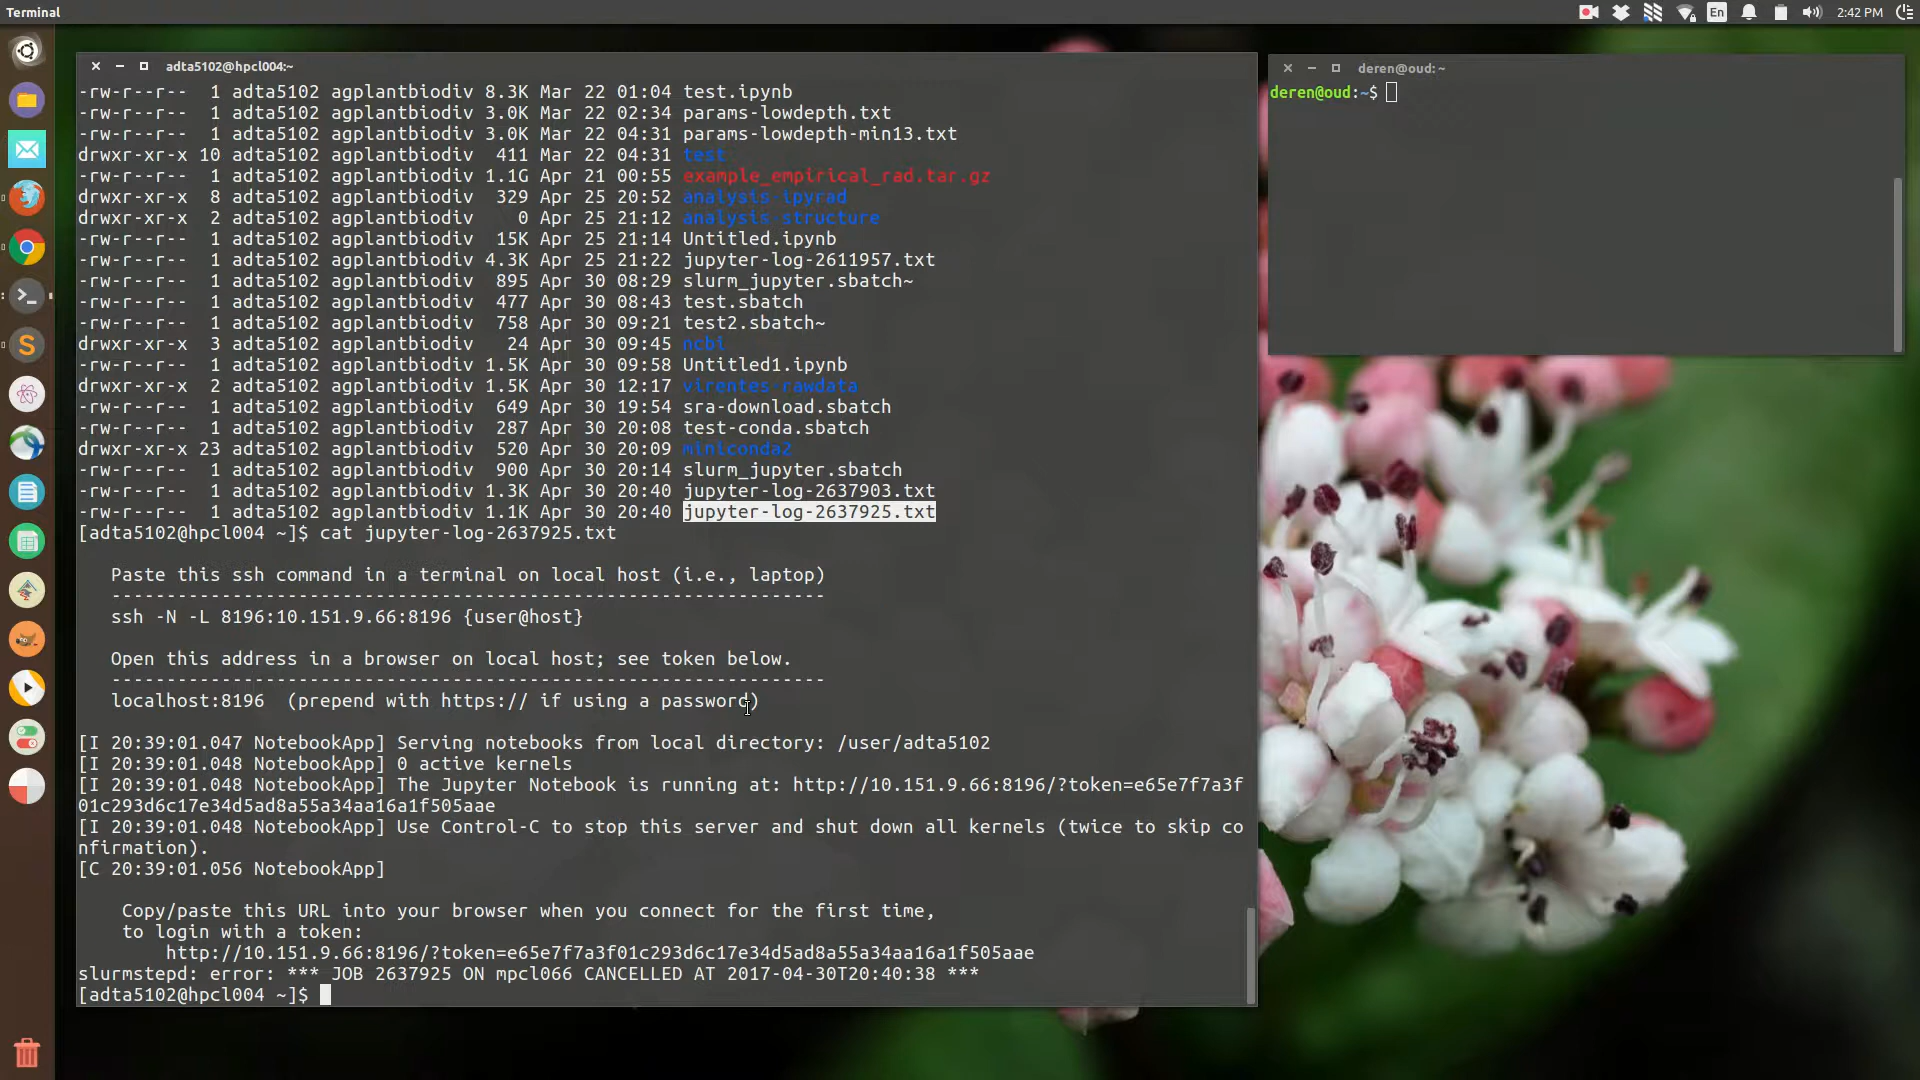 Terminal
En
2:42 PM
adta5102@hpcl004:~
-rw-r--r--  1 adta5102 agplantbiodiv 8.3K Mar 22 01:04 test.ipynb
-rw-r--r--  1 adta5102 agplantbiodiv 3.0K Mar 22 02:34 params-lowdepth.txt
-rw-r--r--  1 adta5102 agplantbiodiv 3.0K Mar 22 04:31 params-lowdepth-min13.txt
drwxr-xr-x 10 adta5102 agplantbiodiv  411 Mar 22 04:31 test
-rw-r--r--  1 adta5102 agplantbiodiv 1.1G Apr 21 00:55 example_empirical_rad.tar.gz
drwxr-xr-x  8 adta5102 agplantbiodiv  329 Apr 25 20:52 analysis-ipyrad
drwxr-xr-x  2 adta5102 agplantbiodiv    0 Apr 25 21:12 analysis-structure
-rw-r--r--  1 adta5102 agplantbiodiv  15K Apr 25 21:14 Untitled.ipynb
-rw-r--r--  1 adta5102 agplantbiodiv 4.3K Apr 25 21:22 jupyter-log-2611957.txt
-rw-r--r--  1 adta5102 agplantbiodiv  895 Apr 30 08:29 slurm_jupyter.sbatch~
-rw-r--r--  1 adta5102 agplantbiodiv  477 Apr 30 08:43 test.sbatch
-rw-r--r--  1 adta5102 agplantbiodiv  758 Apr 30 09:21 test2.sbatch~
drwxr-xr-x  3 adta5102 agplantbiodiv   24 Apr 30 09:45 ncbi
-rw-r--r--  1 adta5102 agplantbiodiv 1.5K Apr 30 09:58 Untitled1.ipynb
drwxr-xr-x  2 adta5102 agplantbiodiv 1.5K Apr 30 12:17 virentes-rawdata
-rw-r--r--  1 adta5102 agplantbiodiv  649 Apr 30 19:54 sra-download.sbatch
-rw-r--r--  1 adta5102 agplantbiodiv  287 Apr 30 20:08 test-conda.sbatch
drwxr-xr-x 23 adta5102 agplantbiodiv  520 Apr 30 20:09 miniconda2
-rw-r--r--  1 adta5102 agplantbiodiv  900 Apr 30 20:14 slurm_jupyter.sbatch
-rw-r--r--  1 adta5102 agplantbiodiv 1.3K Apr 30 20:40 jupyter-log-2637903.txt
-rw-r--r--  1 adta5102 agplantbiodiv 1.1K Apr 30 20:40 jupyter-log-2637925.txt
[adta5102@hpcl004 ~]$ cat jupyter-log-2637925.txt
Paste this ssh command in a terminal on local host (i.e., laptop)
-----------------------------------------------------------------
ssh -N -L 8196:10.151.9.66:8196 {user@host}
Open this address in a browser on local host; see token below.
-----------------------------------------------------------------
localhost:8196  (prepend with https:// if using a password)
[I 20:39:01.047 NotebookApp] Serving notebooks from local directory: /user/adta5102
[I 20:39:01.048 NotebookApp] 0 active kernels
[I 20:39:01.048 NotebookApp] The Jupyter Notebook is running at: http://10.151.9.66:8196/?token=e65e7f7a3f
01c293d6c17e34d5ad8a55a34aa16a1f505aae
[I 20:39:01.048 NotebookApp] Use Control-C to stop this server and shut down all kernels (twice to skip co
nfirmation).
[C 20:39:01.056 NotebookApp]
Copy/paste this URL into your browser when you connect for the first time,
to login with a token:
http://10.151.9.66:8196/?token=e65e7f7a3f01c293d6c17e34d5ad8a55a34aa16a1f505aae
slurmstepd: error: *** JOB 2637925 ON mpcl066 CANCELLED AT 2017-04-30T20:40:38 ***
[adta5102@hpcl004 ~]$
deren@oud: ~
deren@oud:~$